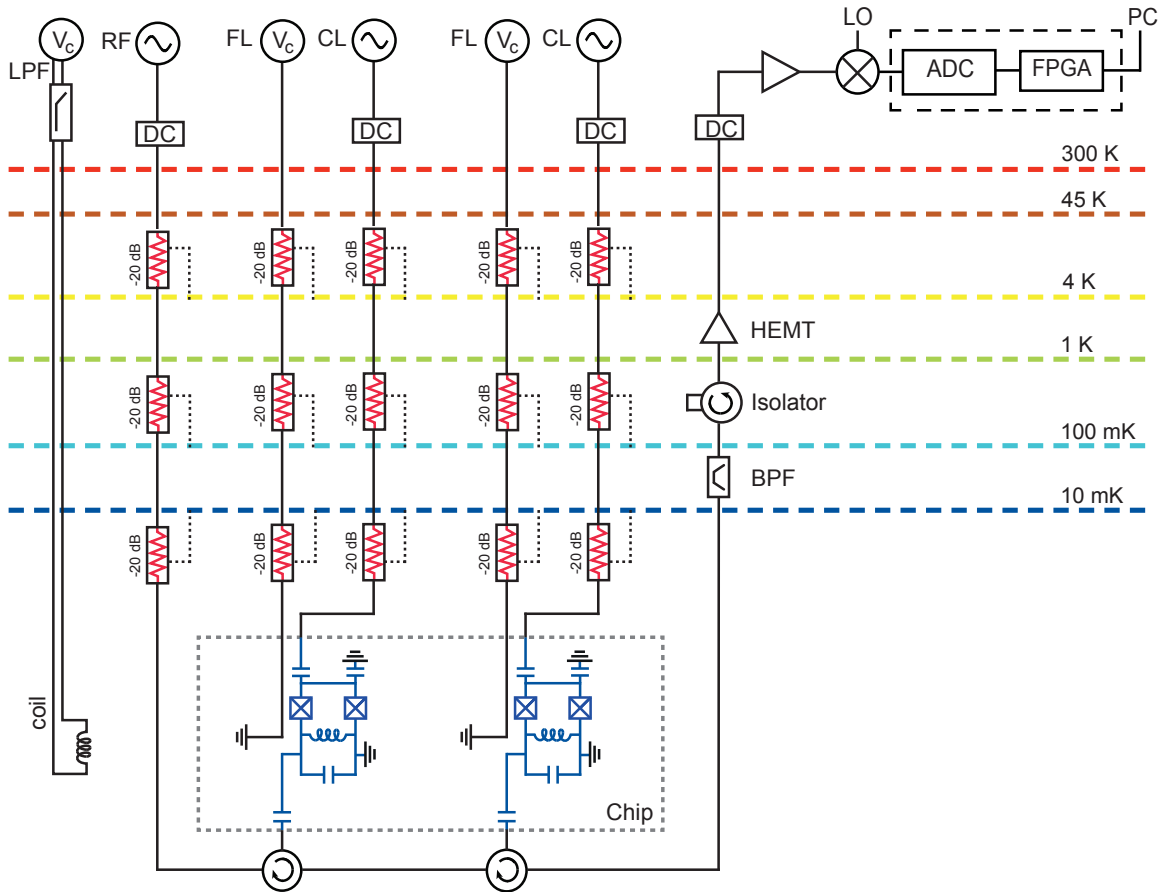 Vc
RF
FL
Vc
CL
FL
Vc
CL
LO
PC
LPF
ADC
FPGA
DC
DC
DC
DC
300 K
45 K
-20 dB
-20 dB
-20 dB
-20 dB
-20 dB
4 K
HEMT
1 K
-20 dB
-20 dB
-20 dB
-20 dB
-20 dB
Isolator
100 mK
BPF
10 mK
-20 dB
-20 dB
-20 dB
-20 dB
-20 dB
coil
Chip